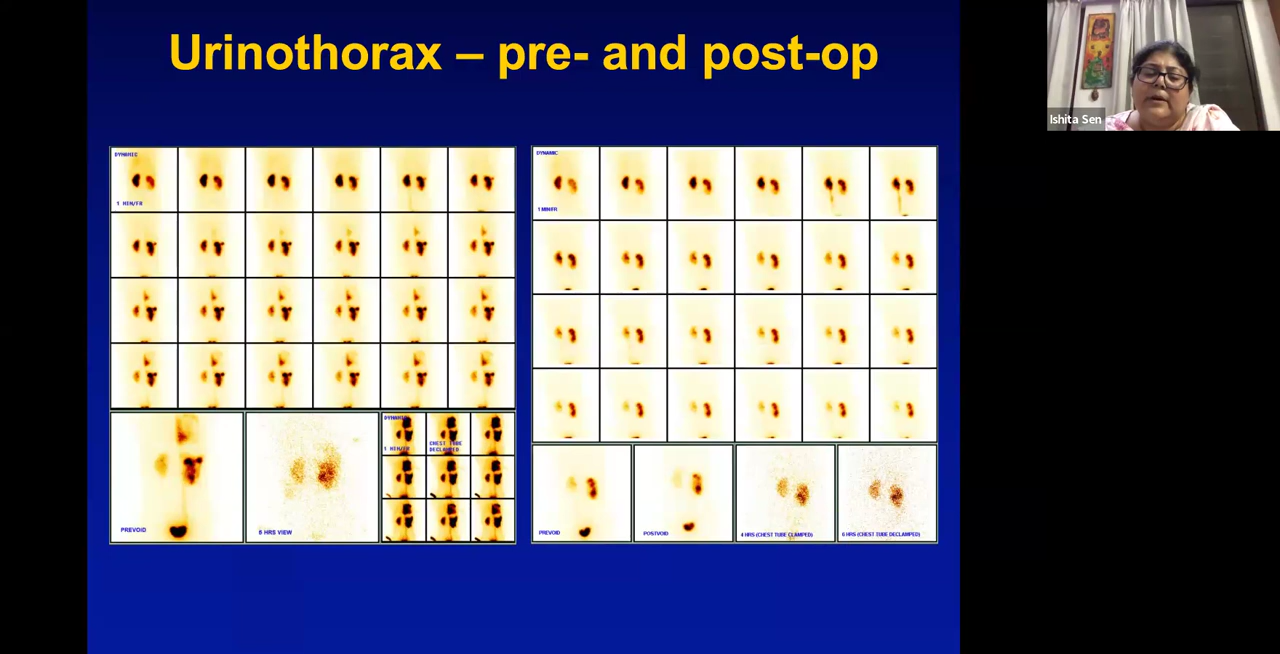 Urinothorax – pre- and post-op
Ishita Sen
DYNAMIC
1 MIN/FR
PREVOID
5 HRS VIEW
DYNAMIC
1 MIN/FR
CHEST TUBE
DECLAMPED
DYNAMIC
1 MIN/FR
PREVOID
POSTVOID
4 HRS (CHEST TUBE CLAMPED)
6 HRS (CHEST TUBE DECLAMPED)